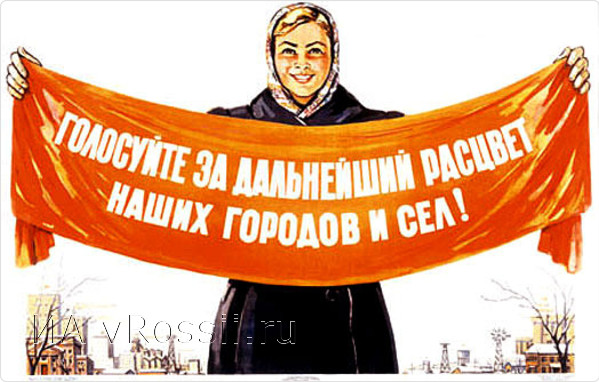 ГОЛОСУЙТЕ ЗА ДАЛЬНЕЙШИЙ РАСЦВЕТ
НАШИХ ГОРОДОВ И СЕЛ!
ИА vRossii.ru